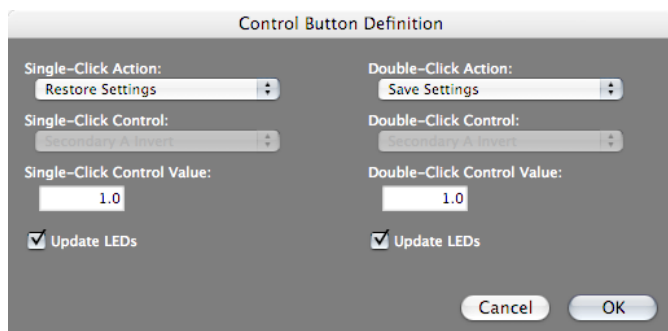 Control Button Definition
Single-Click Action: Double-Click Action:
Restore Settings Save Settings
Single-Click Control: Double-Click Control:
Secondary A Invert Secondary A Invert
Single-Click Control Value: Double-Click Control Value:
1.0 1.0
Update LEDs Update LEDs
Cancel OK